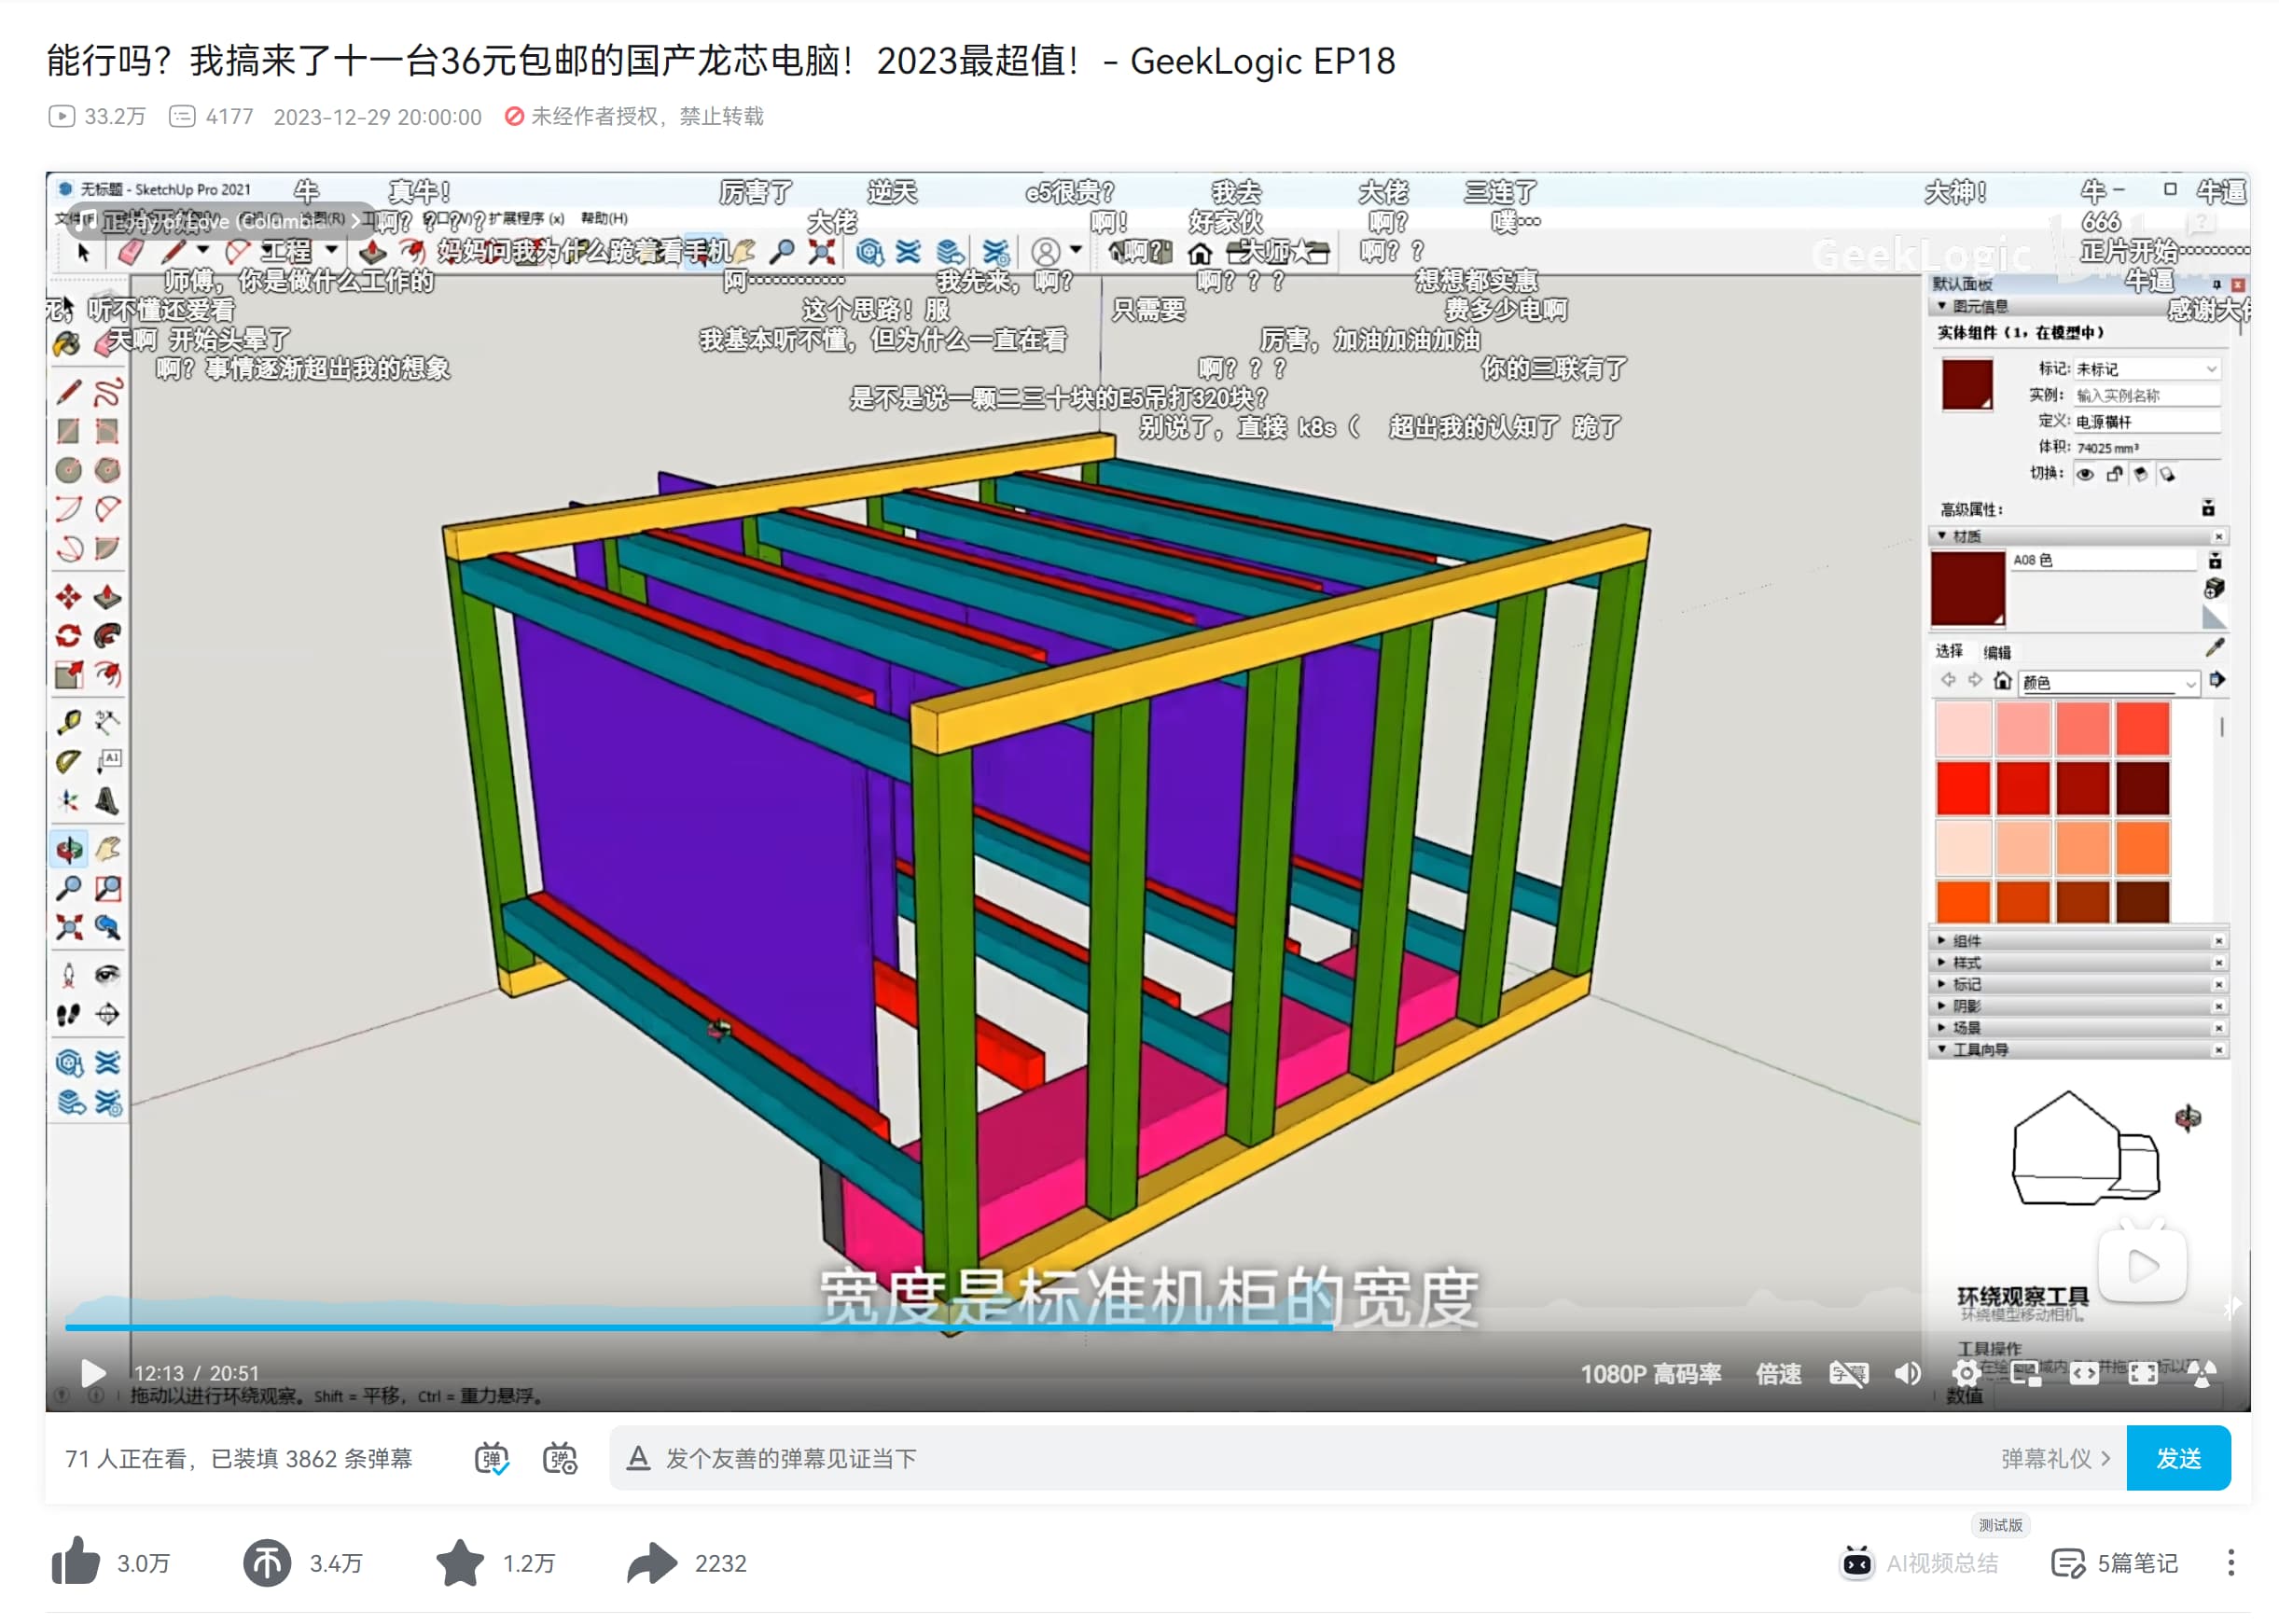 能行吗？我搞来了十一台36元包邮的国产龙芯电脑！2023最超值！- GeekLogic EP18
33.2万 4177 2023-12-29 20:00:00 未经作者授权，禁止转载
无标题 - SketchUp Pro 2021 牛 真牛！ 厉害了 逆天 e5很贵？ 我去 大佬 三连了 大神！ 牛 牛逼
扩展程序 (x) 帮助(H) 大佬 啊！ 好家伙 啊？ 噗… 666
工程 妈妈问我为什么跪着看手机 啊？ 大师 啊？？ GeekLogic 正片开始
师傅，你是做什么工作的 阿 我先来，啊？ 啊？？？ 想想都实惠 默认面板 牛逼
听不懂还爱看 这个思路！服 只需要 费多少电啊 图元信息 感谢大
天啊 开始头晕了 我基本听不懂，但为什么一直在看 厉害，加油加油加油 实体组件 (1，在模型中)
啊？事情逐渐超出我的想象 啊？？？ 你的三联有了 标记: 未标记
是不是说一颗二三十块的E5吊打320块？ 实例: 输入实例名称
别说了，直接 k8s（ 超出我的认知了 跪了 定义: 电源横杆
体积: 74025 mm³
切换:
高级属性:
材质
A08 色
选择 编辑
颜色
组件
样式
标记
阴影
场景
工具向导
宽度是标准机柜的宽度
环绕观察工具
环绕模型移动相机。
工具操作
12:13 / 20:51 1080P 高码率 倍速 字幕
拖动以进行环绕观察。Shift = 平移，Ctrl = 重力悬浮。 数值
71 人正在看，已装填 3862 条弹幕 发个友善的弹幕见证当下 弹幕礼仪 发送
测试版
3.0万 3.4万 1.2万 2232 AI视频总结 5篇笔记